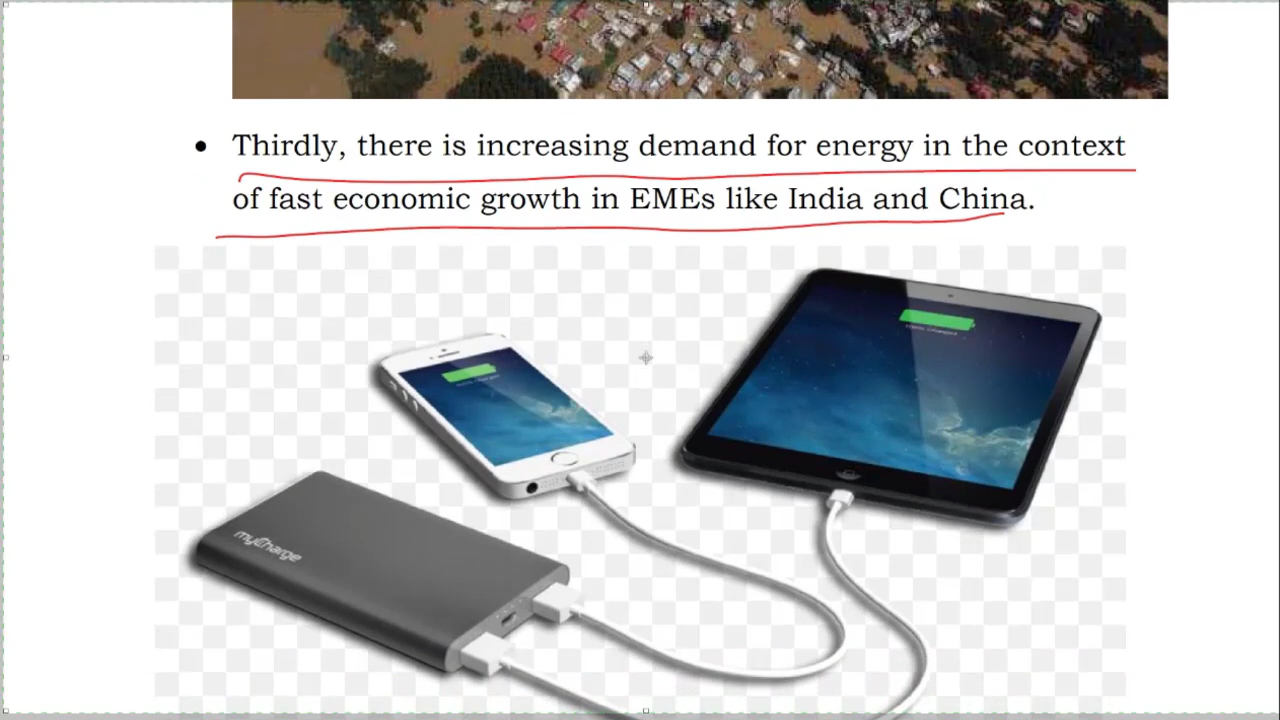 • Thirdly, there is increasing demand for energy in the context
of fast economic growth in EMEs like India and China.
mycharge